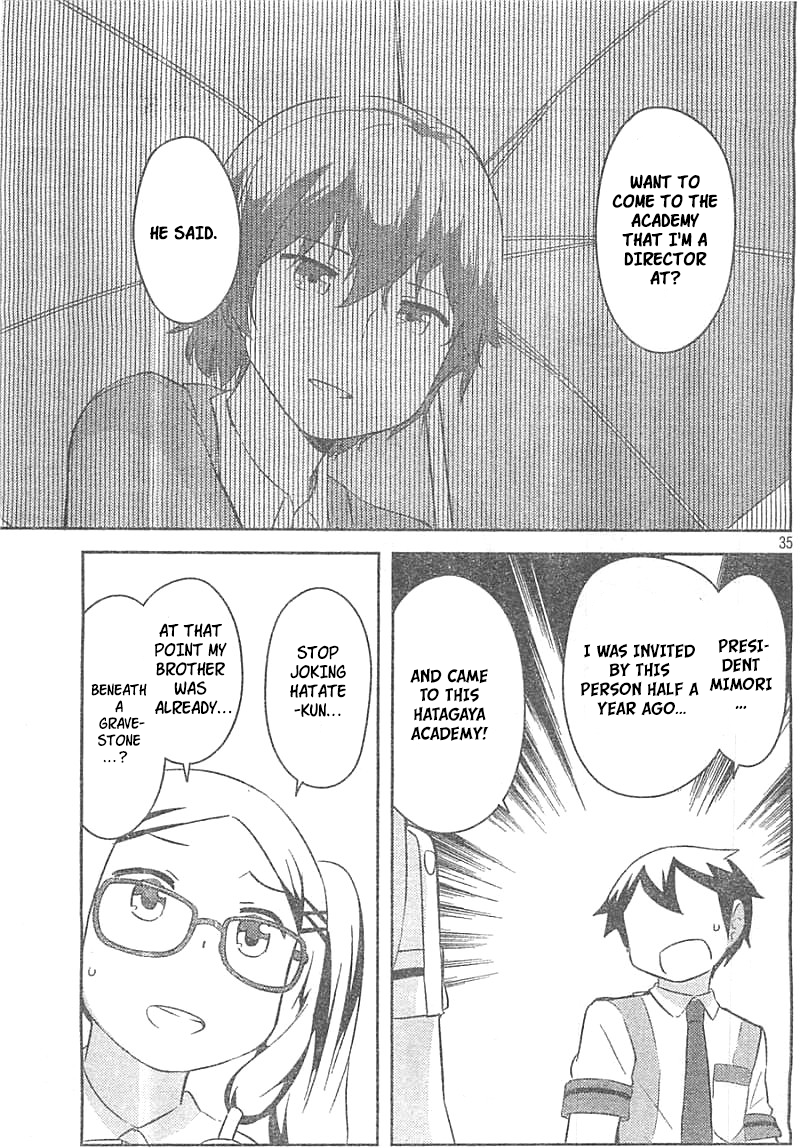 WANT TO
COME TO THE
ACADEMY
THAT I'M A
DIRECTOR
AT?
HE SAID.
35
PRESI-
DENT
MIMORI
...
I WAS INVITED
BY THIS
PERSON HALF A
YEAR AGO...
AND CAME
TO THIS
HATAGAYA
ACADEMY!
STOP
JOKING
HATATE
-KUN...
AT THAT
POINT MY
BROTHER
WAS
ALREADY...
BENEATH
A
GRAVE-
STONE
...?